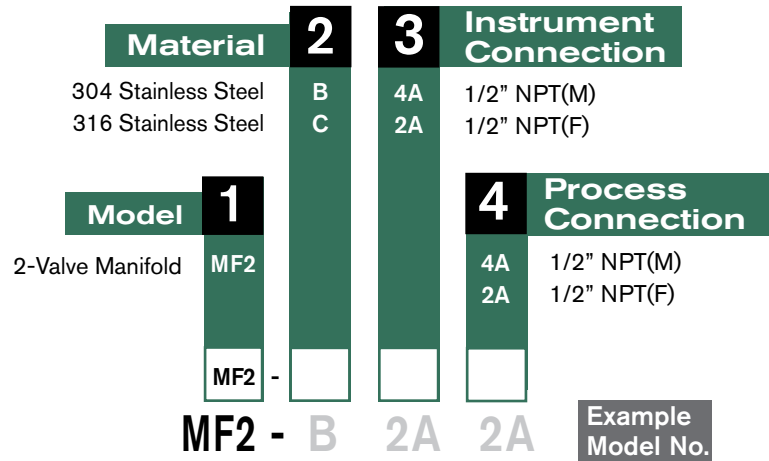 Material 2 3 Instrument Connection
304 Stainless Steel B 4A 1/2” NPT(M)
316 Stainless Steel C 2A 1/2” NPT(F)
Model 1 4 Process Connection
2-Valve Manifold MF2 4A 1/2” NPT(M)
2A 1/2” NPT(F)
MF2 -
MF2 - B 2A 2A Example Model No.